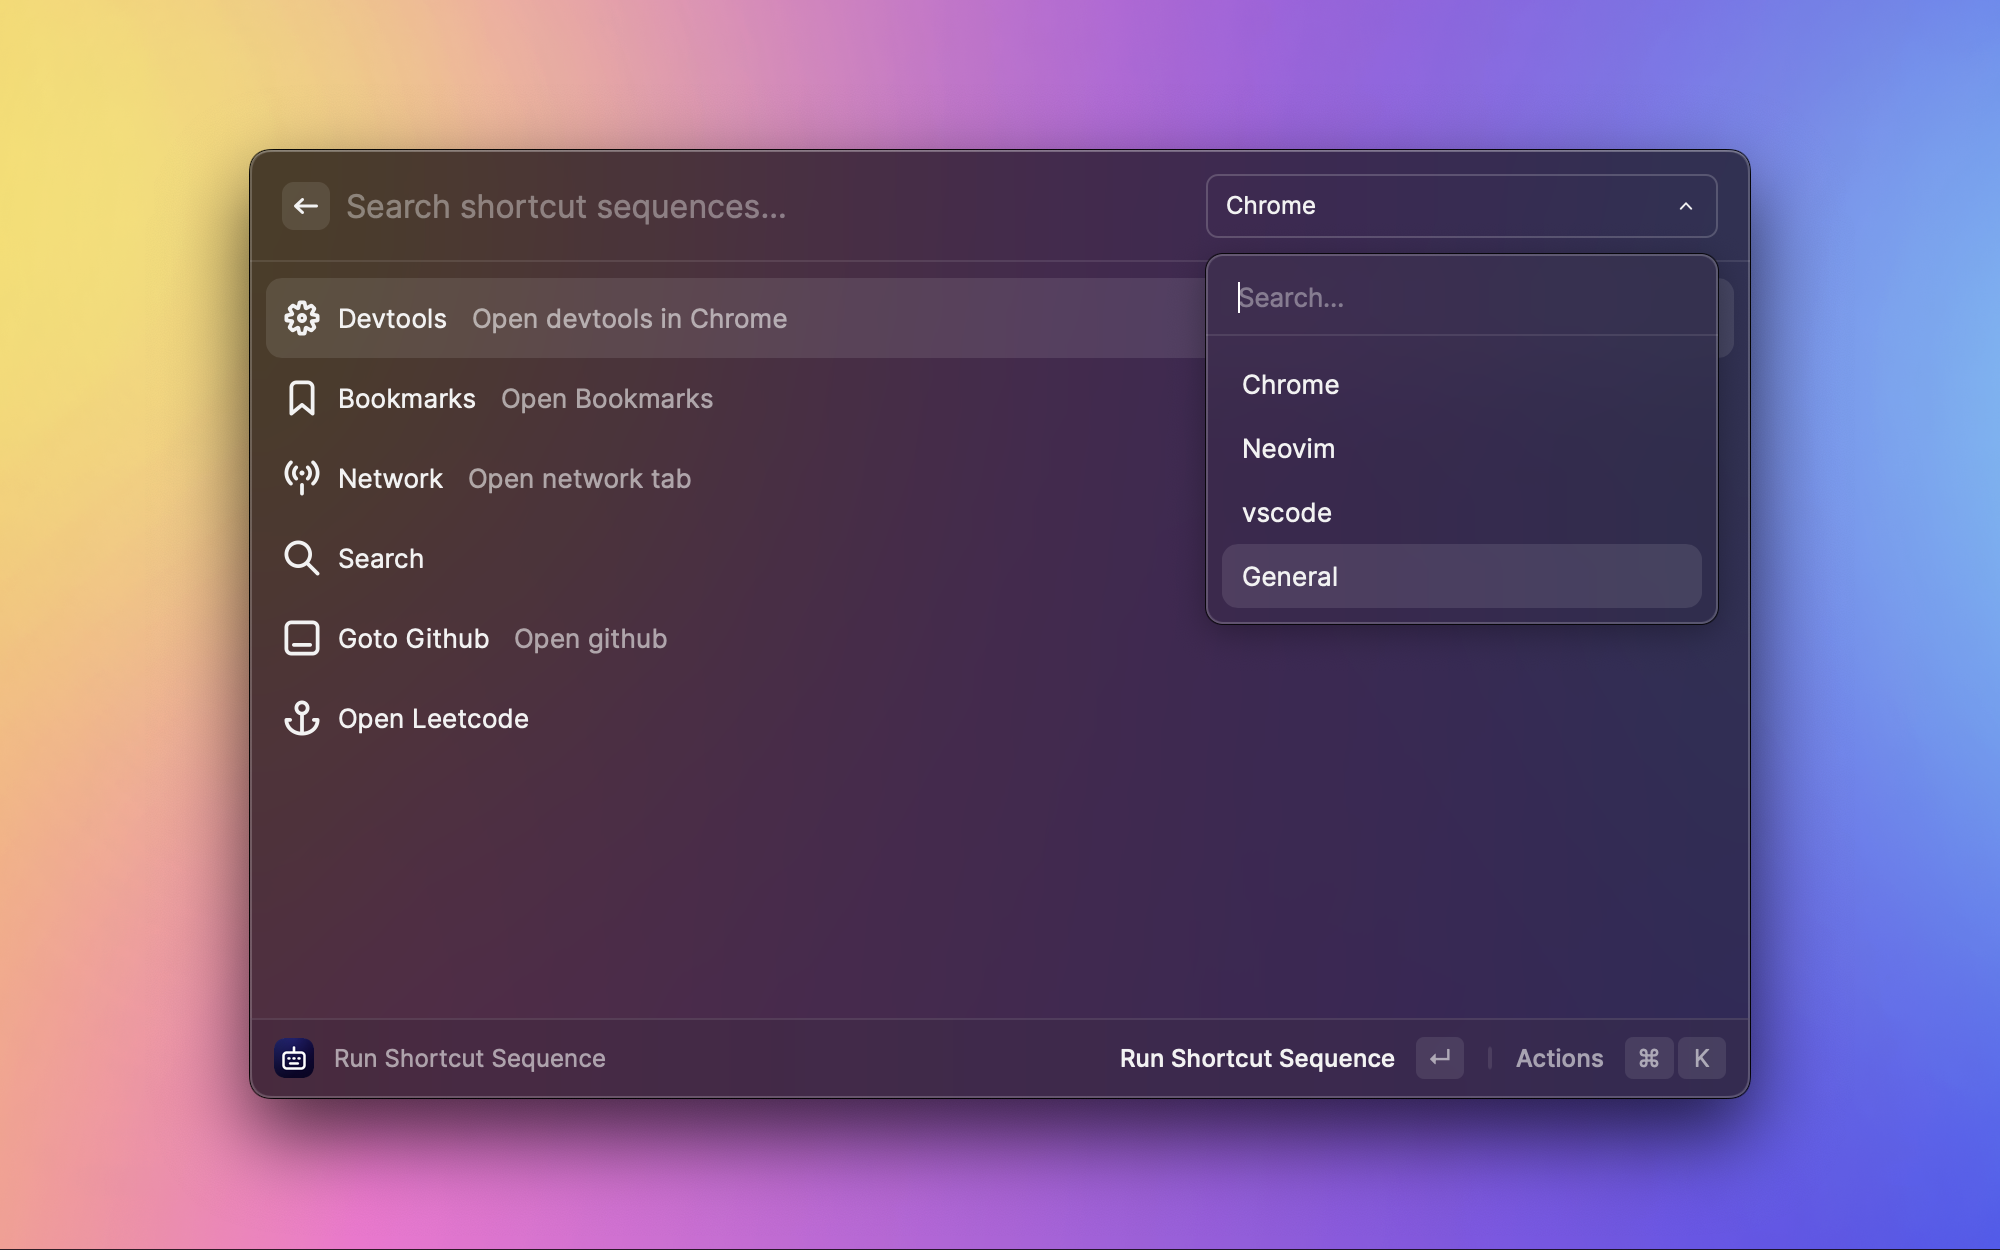 Search shortcut sequences...
Chrome
Search...
Devtools Open devtools in Chrome
Bookmarks Open Bookmarks
Network Open network tab
Search
Goto Github Open github
Open Leetcode
Chrome
Neovim
vscode
General
Run Shortcut Sequence
Run Shortcut Sequence ↵ Actions ⌘ K